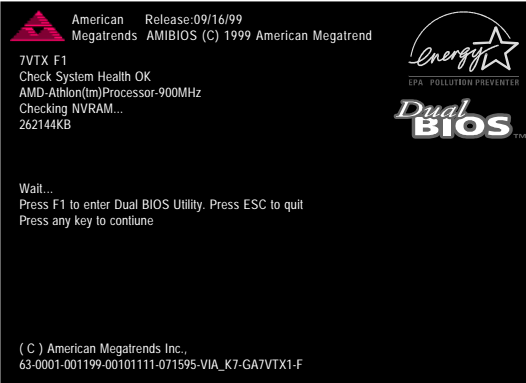 American Release:09/16/99
Megatrends AMIBIOS (C) 1999 American Megatrend
energy
EPA POLLUTION PREVENTER
7VTX F1
Check System Health OK
AMD-Athlon(tm)Processor-900MHz
Checking NVRAM...
262144KB
Dual
BIOS TM
Wait...
Press F1 to enter Dual BIOS Utility. Press ESC to quit
Press any key to contiune
( C ) American Megatrends Inc.,
63-0001-001199-00101111-071595-VIA_K7-GA7VTX1-F